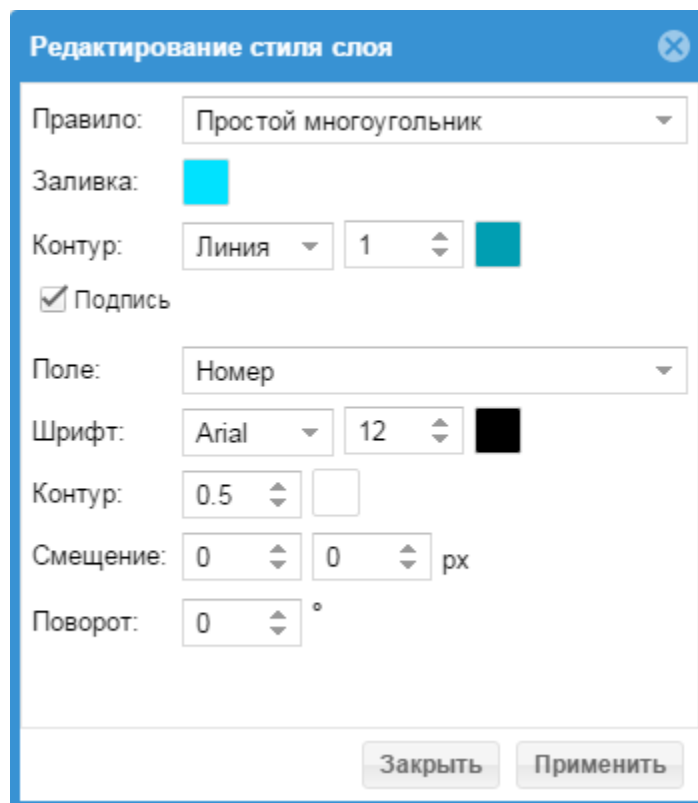 Редактирование стиля слоя
Правило: Простой многоугольник
Заливка:
Контур: Линия 1
Подпись
Поле: Номер
Шрифт: Arial 12
Контур: 0.5
Смещение: 0 0 px
Поворот: 0 °
Закрыть Применить